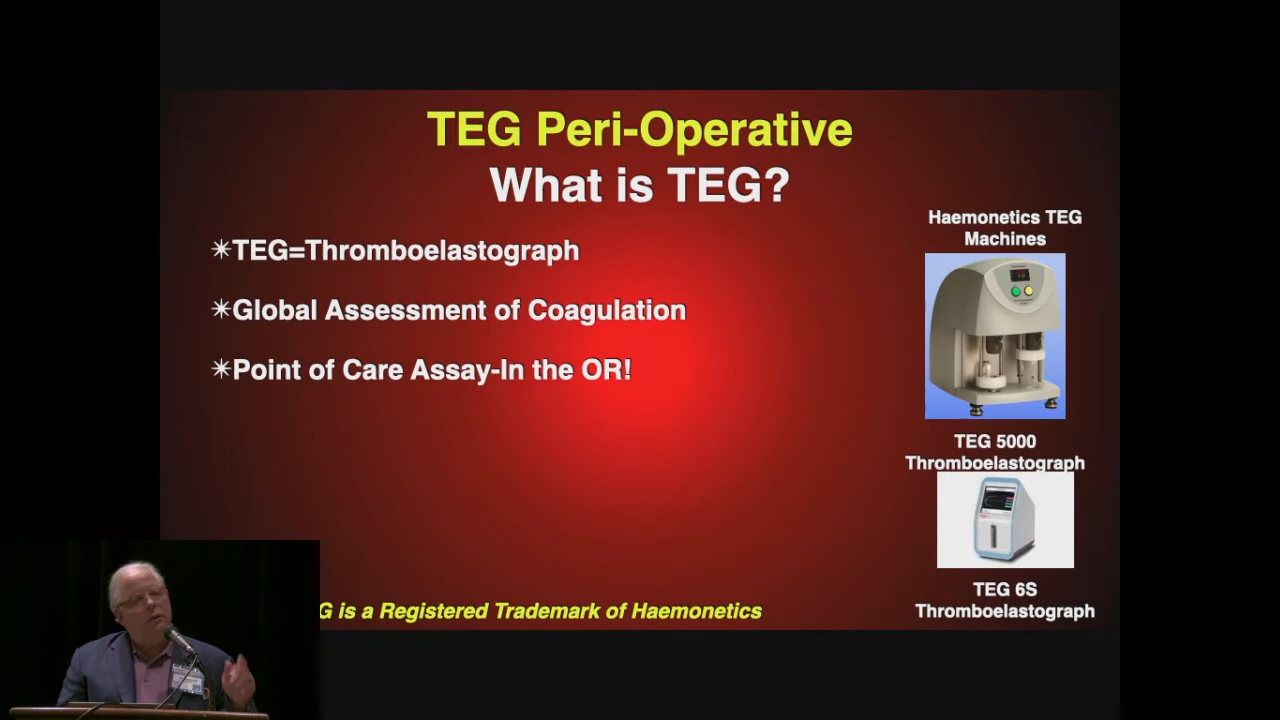 TEG Peri-Operative
What is TEG?
Haemonetics TEG
Machines
✴TEG=Thromboelastograph
✴Global Assessment of Coagulation
✴Point of Care Assay-In the OR!
TEG 5000
Thromboelastograph
TEG 6S
Thromboelastograph
G is a Registered Trademark of Haemonetics